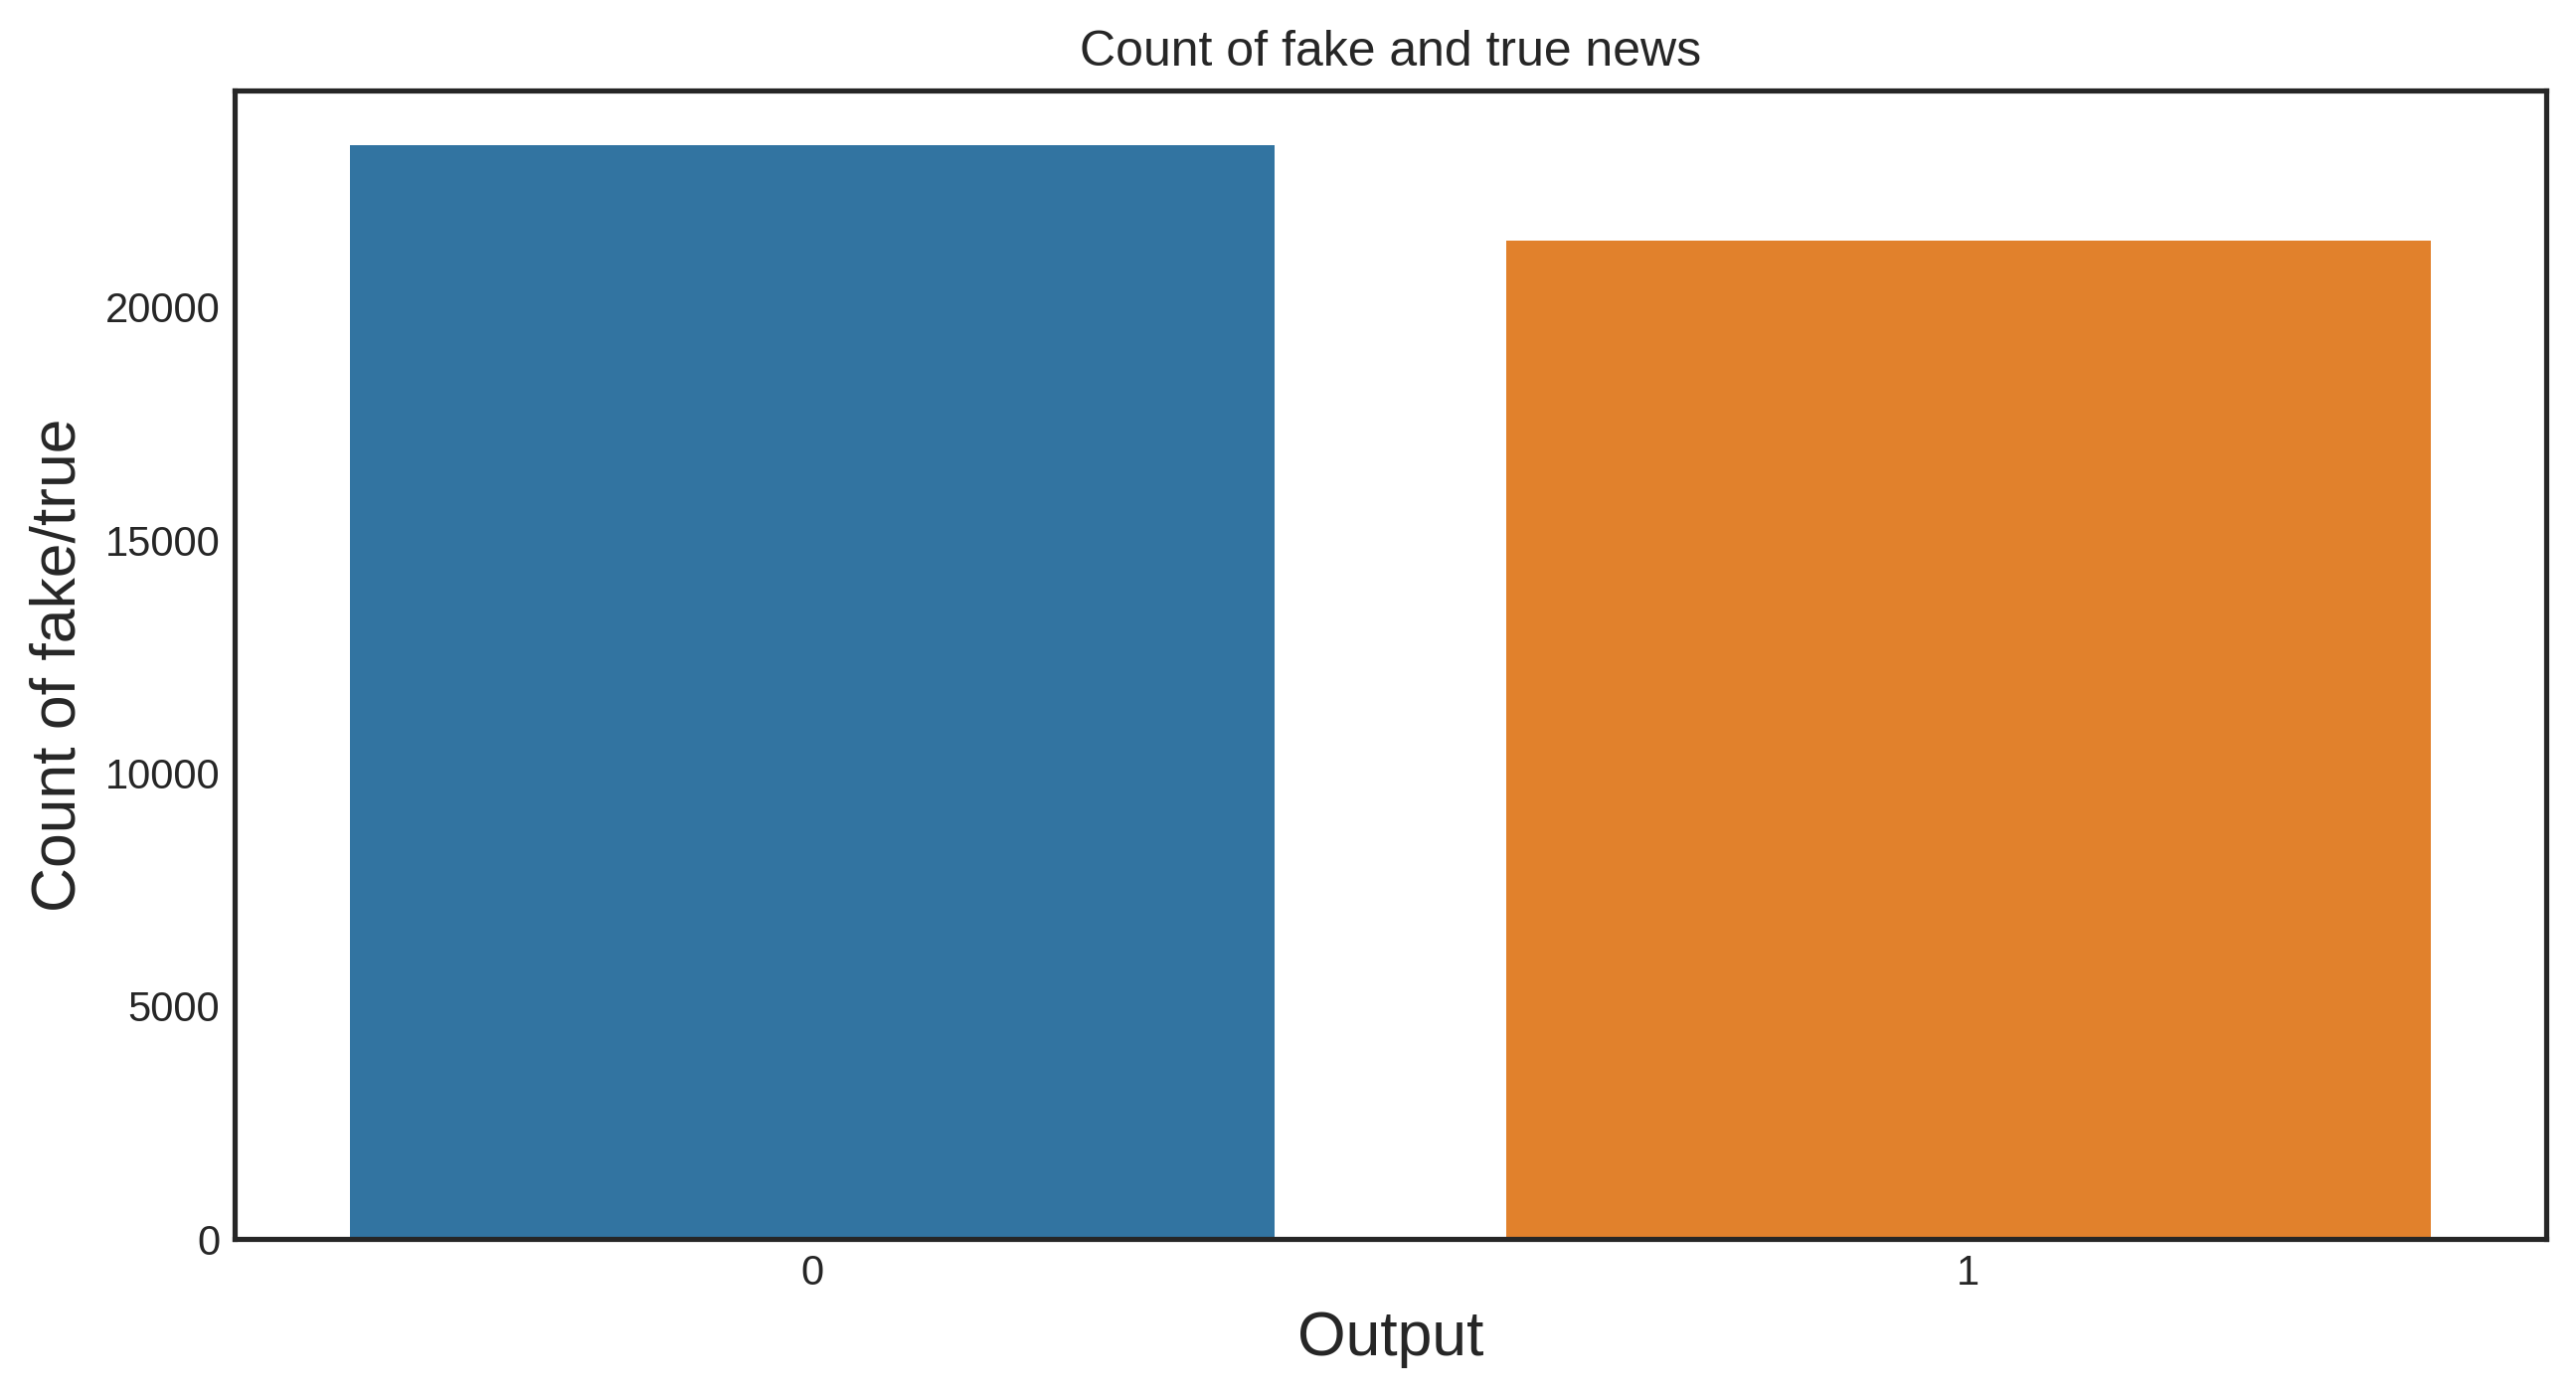 Count of fake and true news
Count of fake/true
20000
15000
10000
5000
0
0 1
Output